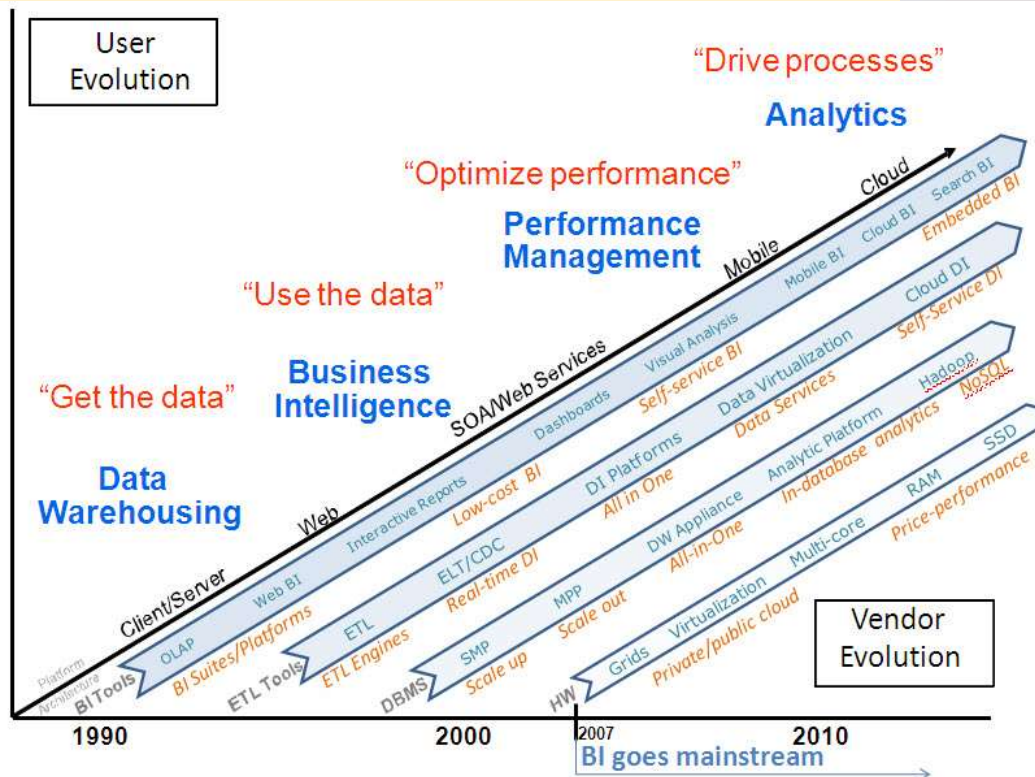 User
Evolution
“Drive processes”
Analytics
“Optimize performance”
Performance
Management
“Use the data”
Business
Intelligence
“Get the data”
Data
Warehousing
Platform
Architecture
Client/Server
Web
SOA/Web Services
Mobile
Cloud
BI Tools
OLAP
Web BI
Interactive Reports
Dashboards
Visual Analysis
Mobile BI
Cloud BI
Search BI
BI Suites/Platforms
Low-cost BI
Self-service BI
Embedded BI
ETL Tools
ETL
ELT/CDC
DI Platforms
Data Virtualization
Cloud DI
ETL Engines
Real-time DI
All in One
Data Services
Self-Service DI
DBMS
SMP
MPP
DW Appliance
Analytic Platform
Hadoop
Scale up
Scale out
All-in-One
In-database analytics
NoSQL
HW
Grids
Virtualization
Multi-core
RAM
SSD
Private/public cloud
Price-performance
Vendor
Evolution
1990
2000
2007
2010
BI goes mainstream